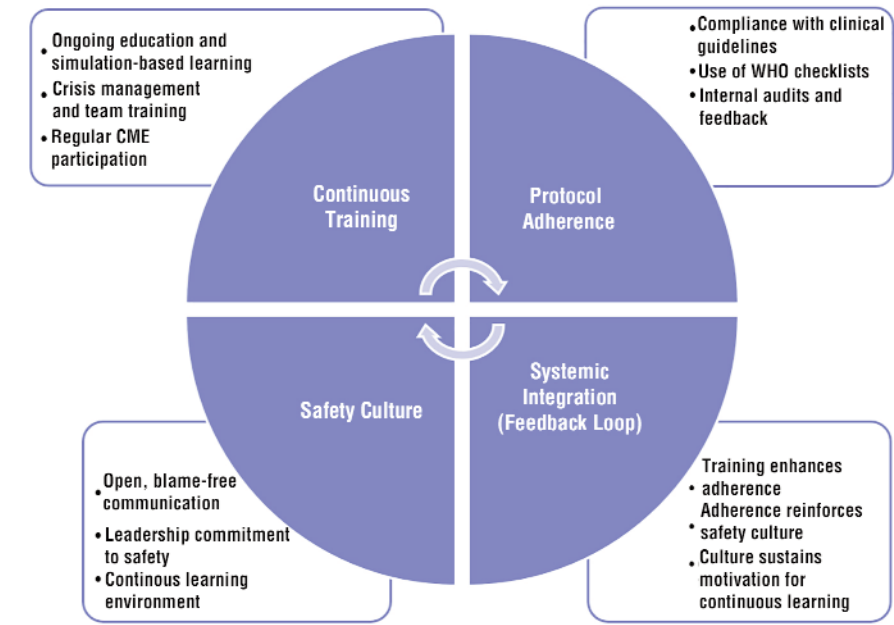 • Ongoing education and
simulation-based learning
• Crisis management
and team training
• Regular CME
participation
• Compliance with clinical
guidelines
• Use of WHO checklists
• Internal audits and
feedback
Continuous
Training
Protocol
Adherence
Safety Culture
Systemic
Integration
(Feedback Loop)
• Open, blame-free
communication
• Leadership commitment
to safety
• Continous learning
environment
Training enhances
• adherence
Adherence reinforces
• safety culture
• Culture sustains
motivation for
continuous learning